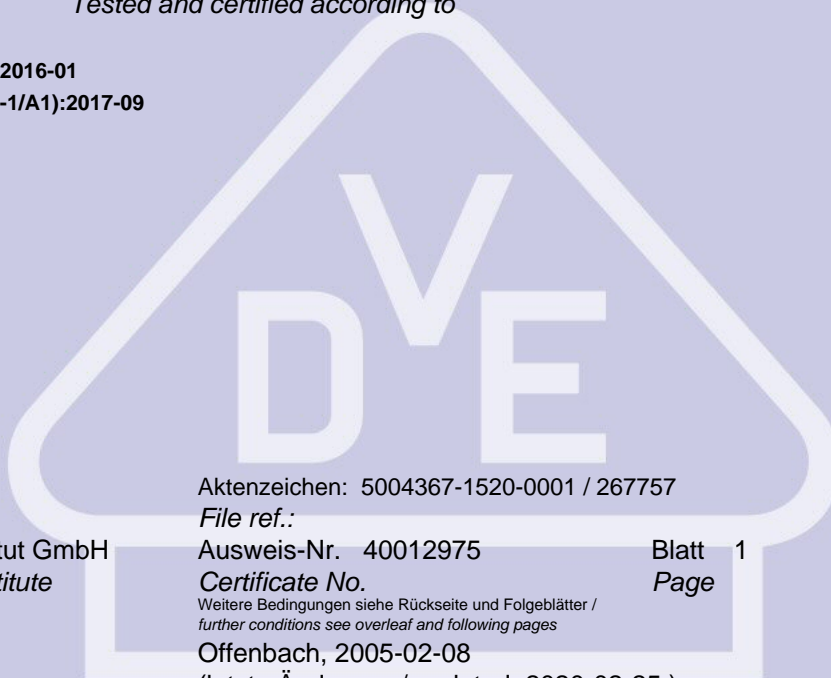 Tested and certified according to
2016-01
-1/A1):2017-09
VDE
Aktenzeichen: 5004367-1520-0001 / 267757
File ref.:
tut GmbH Ausweis-Nr. 40012975 Blatt 1
titute Certificate No. Page
Weitere Bedingungen siehe Rückseite und Folgeblätter /
further conditions see overleaf and following pages
Offenbach, 2005-02-08